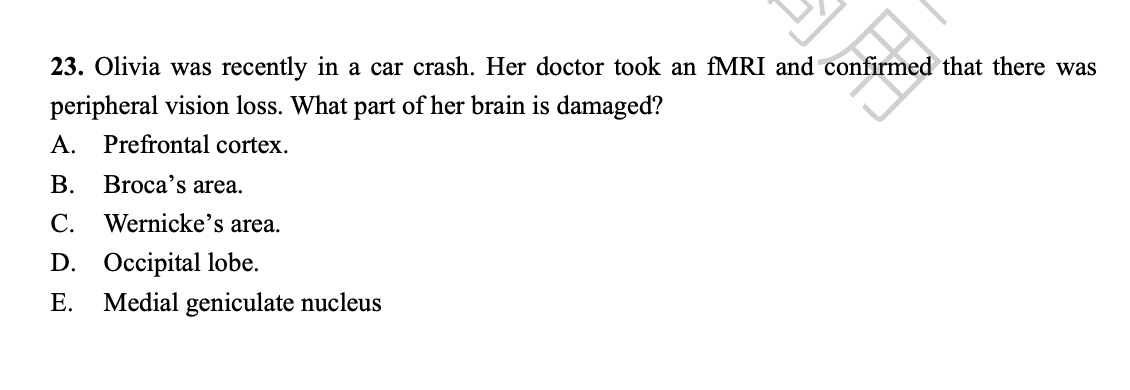 23. Olivia was recently in a car crash. Her doctor took an fMRI and confirmed that there was
peripheral vision loss. What part of her brain is damaged?
A. Prefrontal cortex.
B. Broca’s area.
C. Wernicke’s area.
D. Occipital lobe.
E. Medial geniculate nucleus